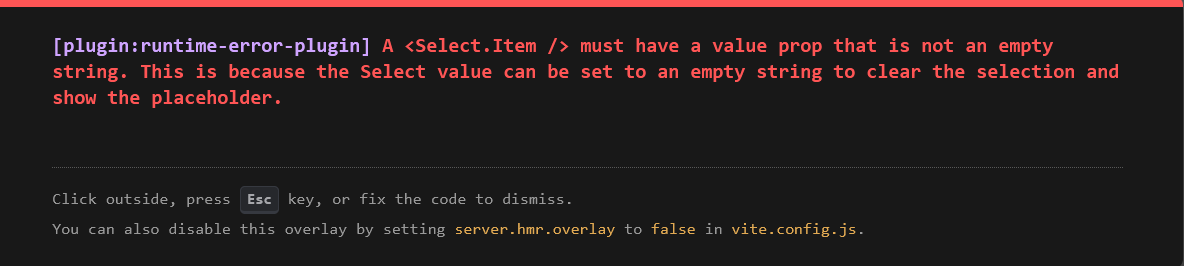 [plugin:runtime-error-plugin] A <Select.Item /> must have a value prop that is not an empty
string. This is because the Select value can be set to an empty string to clear the selection and
show the placeholder.
Click outside, press Esc key, or fix the code to dismiss.
You can also disable this overlay by setting server.hmr.overlay to false in vite.config.js.